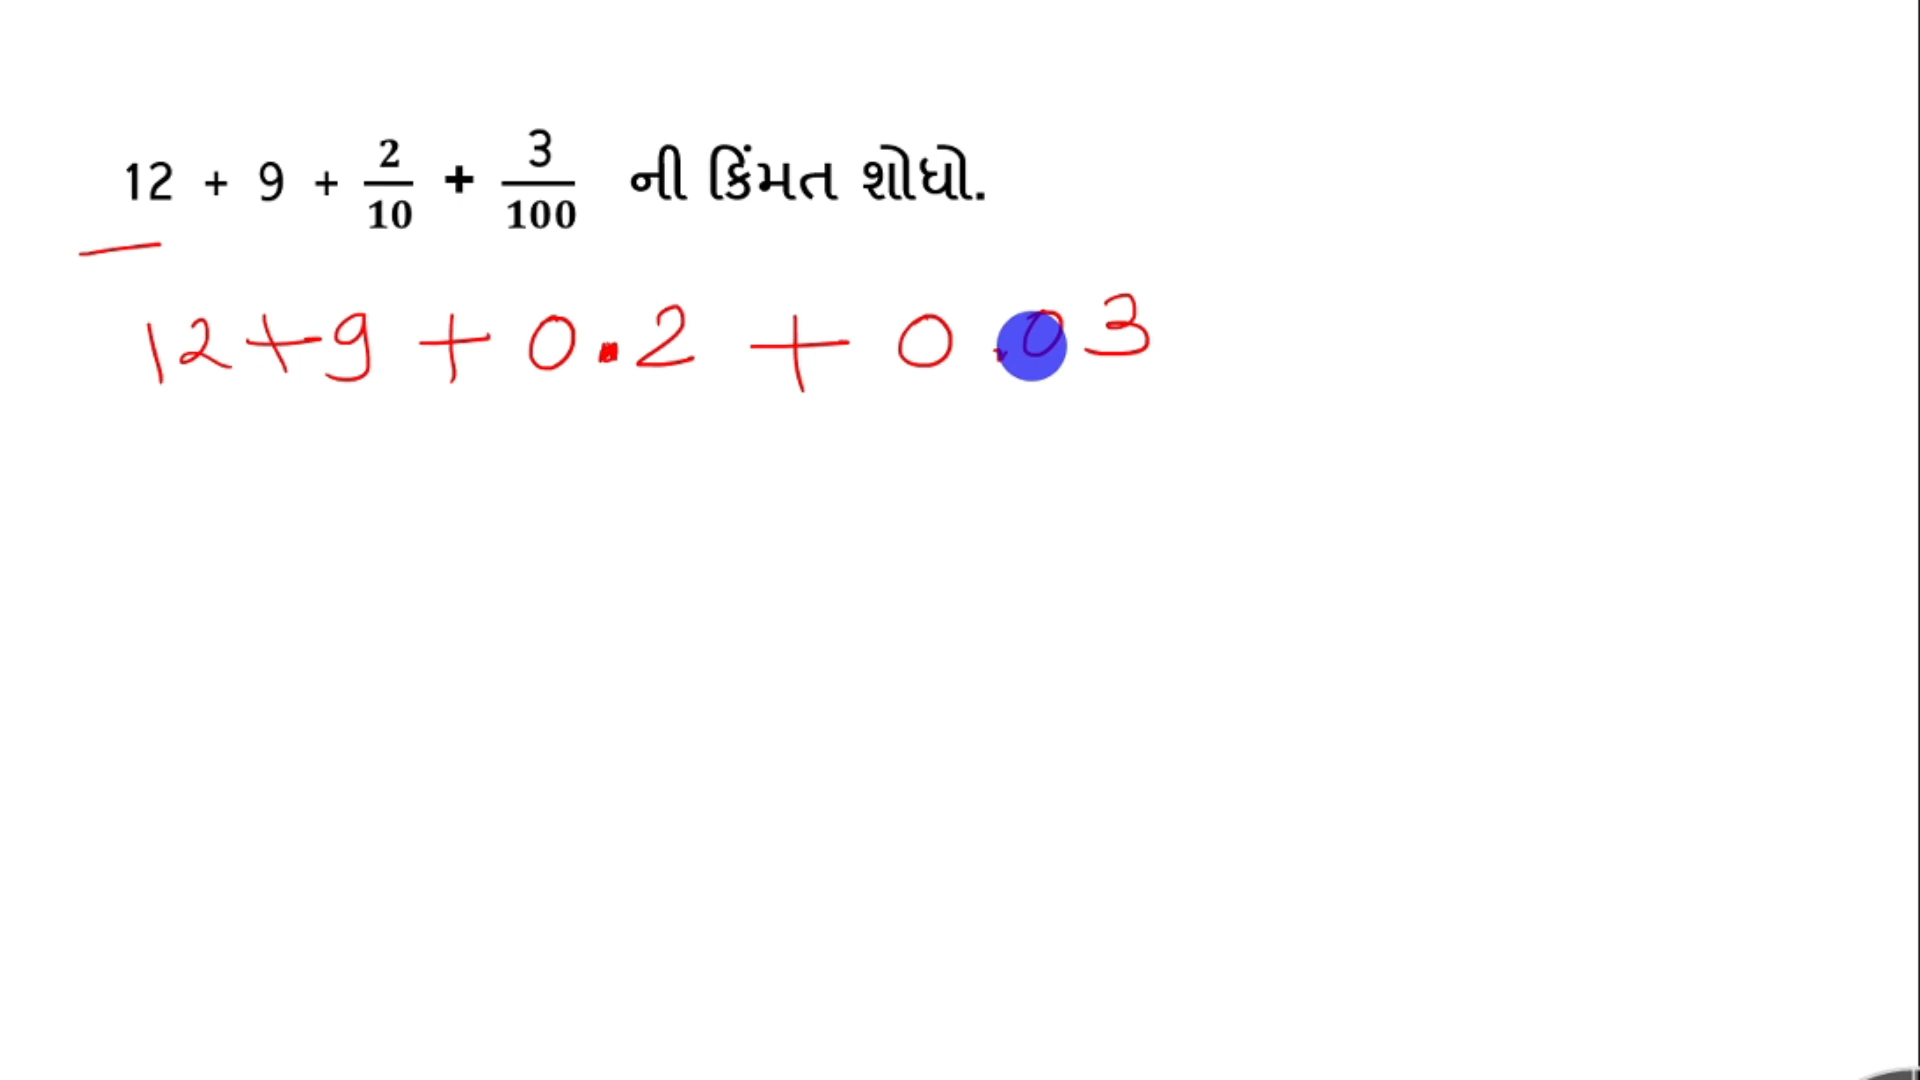 12 + 9 + 2/10 + 3/100 ની કિંમત શોધો.
12 + 9 + 0.2 + 0.03